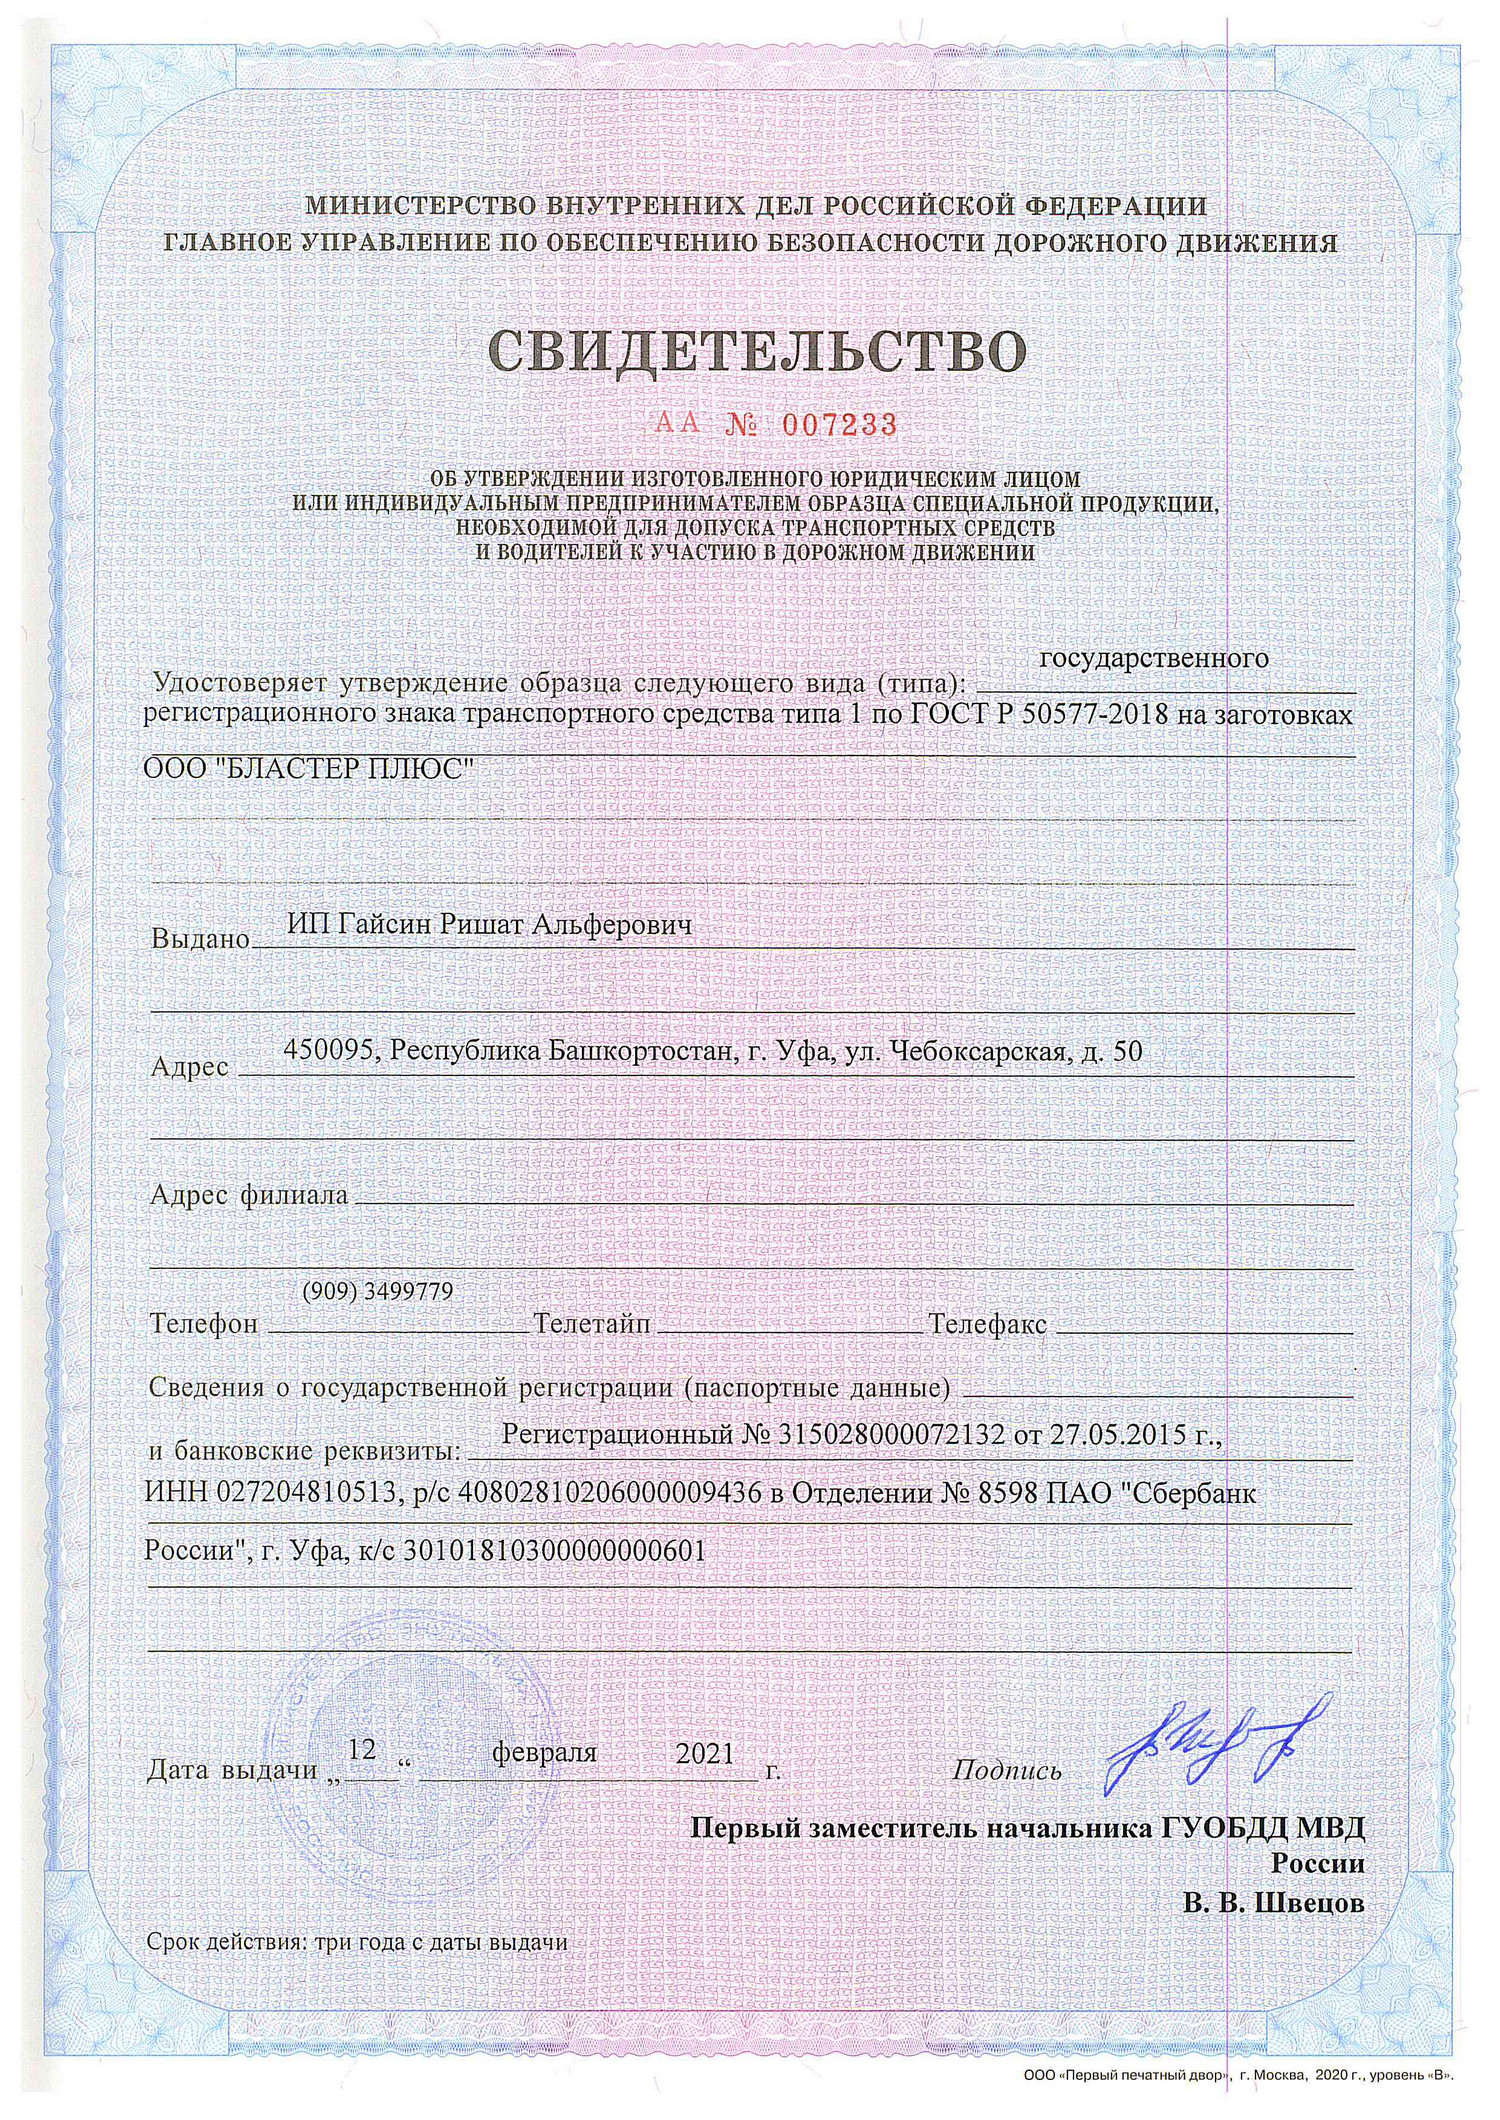 МИНИСТЕРСТВО ВНУТРЕННИХ ДЕЛ РОССИЙСКОЙ ФЕДЕРАЦИИ
ГЛАВНОЕ УПРАВЛЕНИЕ ПО ОБЕСПЕЧЕНИЮ БЕЗОПАСНОСТИ ДОРОЖНОГО ДВИЖЕНИЯ
СВИДЕТЕЛЬСТВО
АА № 007233
ОБ УТВЕРЖДЕНИИ ИЗГОТОВЛЕННОГО ЮРИДИЧЕСКИМ ЛИЦОМ
ИЛИ ИНДИВИДУАЛЬНЫМ ПРЕДПРИНИМАТЕЛЕМ ОБРАЗЦА СПЕЦИАЛЬНОЙ ПРОДУКЦИИ,
НЕОБХОДИМОЙ ДЛЯ ДОПУСКА ТРАНСПОРТНЫХ СРЕДСТВ
И ВОДИТЕЛЕЙ К УЧАСТИЮ В ДОРОЖНОМ ДВИЖЕНИИ
Удостоверяет утверждение образца следующего вида (типа): государственного
регистрационного знака транспортного средства типа 1 по ГОСТ Р 50577-2018 на заготовках
ООО "БЛАСТЕР ПЛЮС"
Выдано ИП Гайсин Ришат Альферович
Адрес 450095, Республика Башкортостан, г. Уфа, ул. Чебоксарская, д. 50
Адрес филиала
Телефон (909) 3499779 Телетайп Телефакс
Сведения о государственной регистрации (паспортные данные)
и банковские реквизиты: Регистрационный № 315028000072132 от 27.05.2015 г.,
ИНН 027204810513, р/с 40802810206000009436 в Отделении № 8598 ПАО "Сбербанк
России", г. Уфа, к/с 30101810300000000601
Дата выдачи „12“ февраля 2021 г. Подпись
Первый заместитель начальника ГУОБДД МВД
России
В. В. Швецов
Срок действия: три года с даты выдачи
ООО «Первый печатный двор», г. Москва, 2020 г., уровень «В».